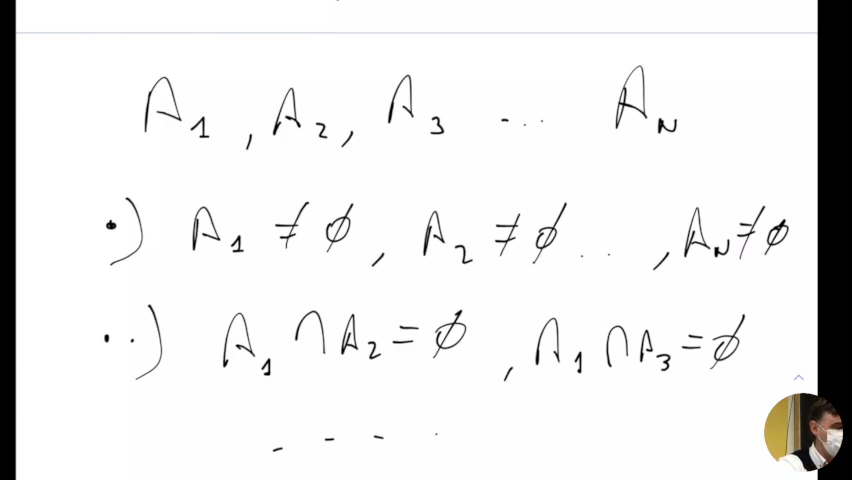 A₁, A₂, A₃ ... Aₙ
•) A₁ ≠ ∅, A₂ ≠ ∅ .. , Aₙ ≠ ∅
••) A₁ ∩ A₂ = ∅, A₁ ∩ A₃ = ∅
- - - .